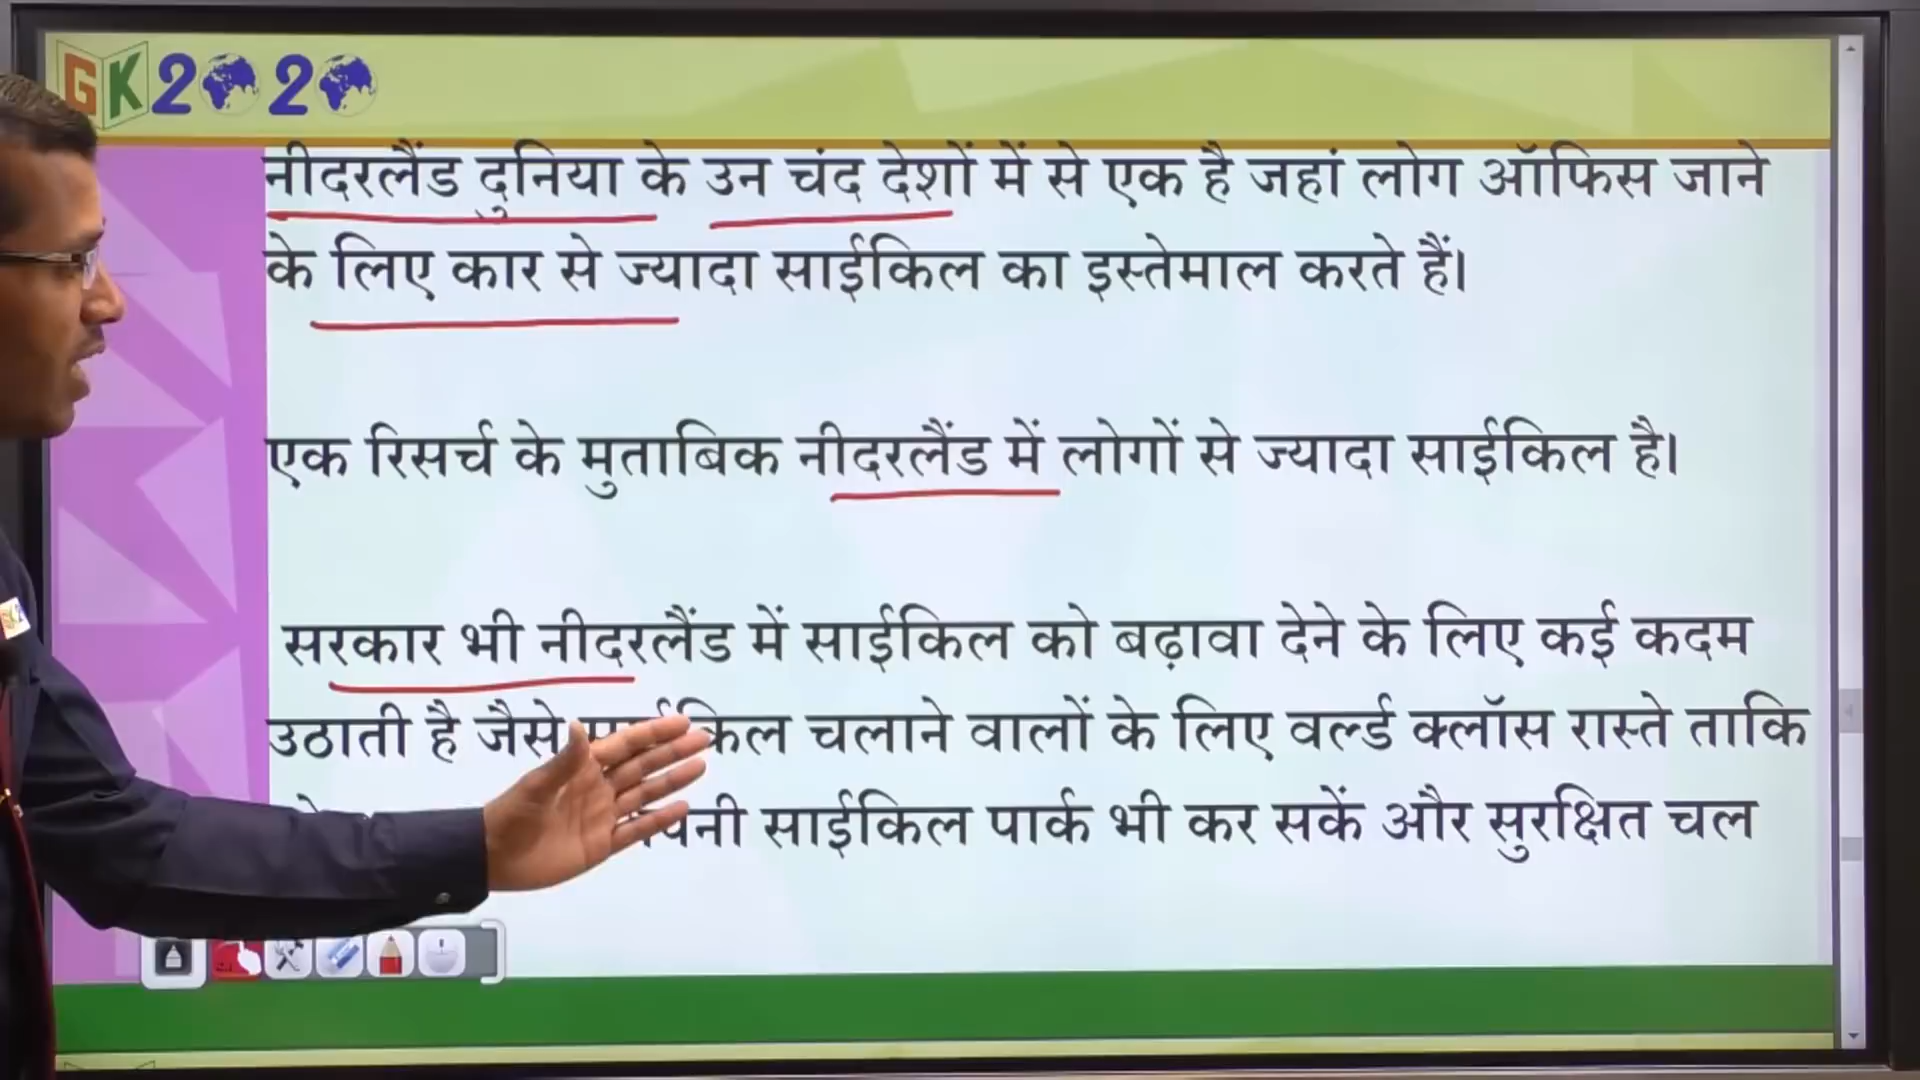 GK2020
नीदरलैंड दुनिया के उन चंद देशों में से एक है जहां लोग ऑफिस जाने
के लिए कार से ज्यादा साईकिल का इस्तेमाल करते हैं।
एक रिसर्च के मुताबिक नीदरलैंड में लोगों से ज्यादा साईकिल है।
सरकार भी नीदरलैंड में साईकिल को बढ़ावा देने के लिए कई कदम
उठाती है जैसे चलाने वालों के लिए वर्ल्ड क्लॉस रास्ते ताकि
साईकिल पार्क भी कर सकें और सुरक्षित चल